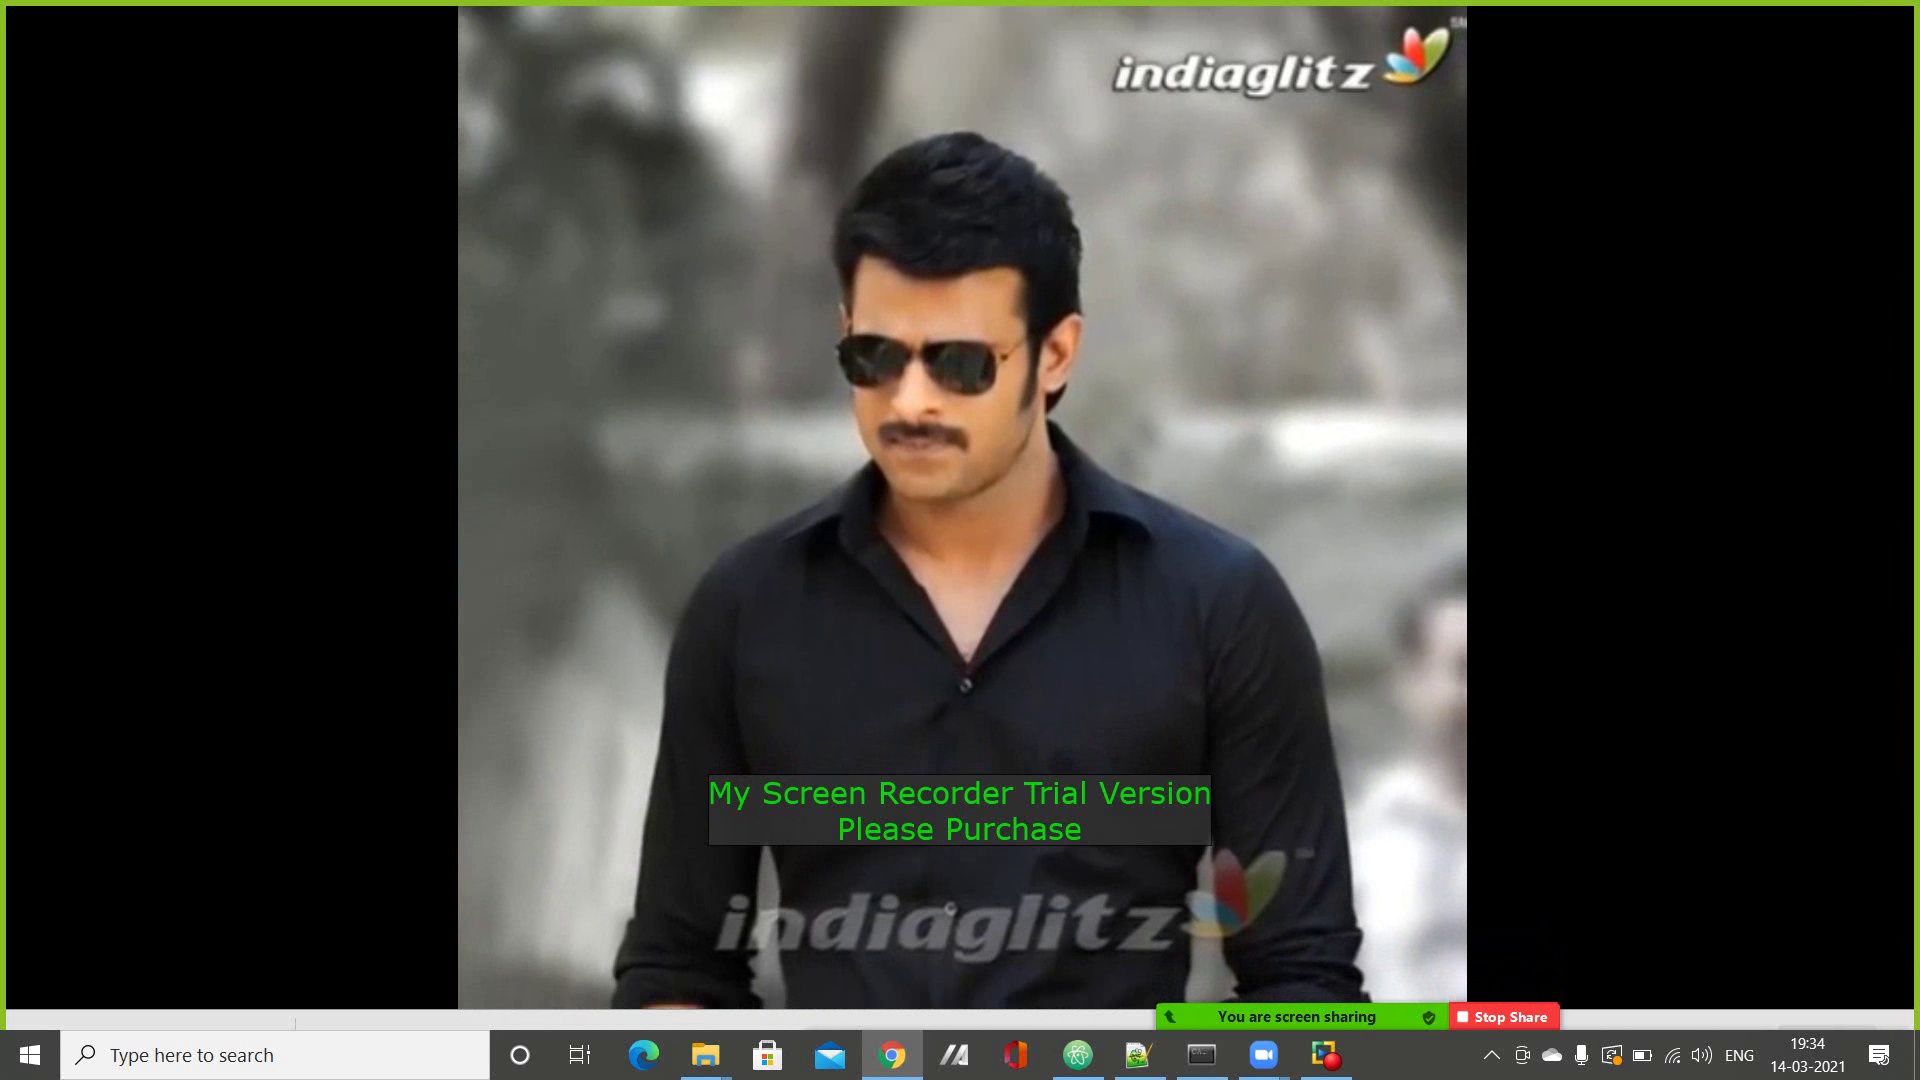 indiaglitz
My Screen Recorder Trial Version
Please Purchase
indiaglitz
You are screen sharing
Stop Share
Type here to search
ENG
19:34
14-03-2021